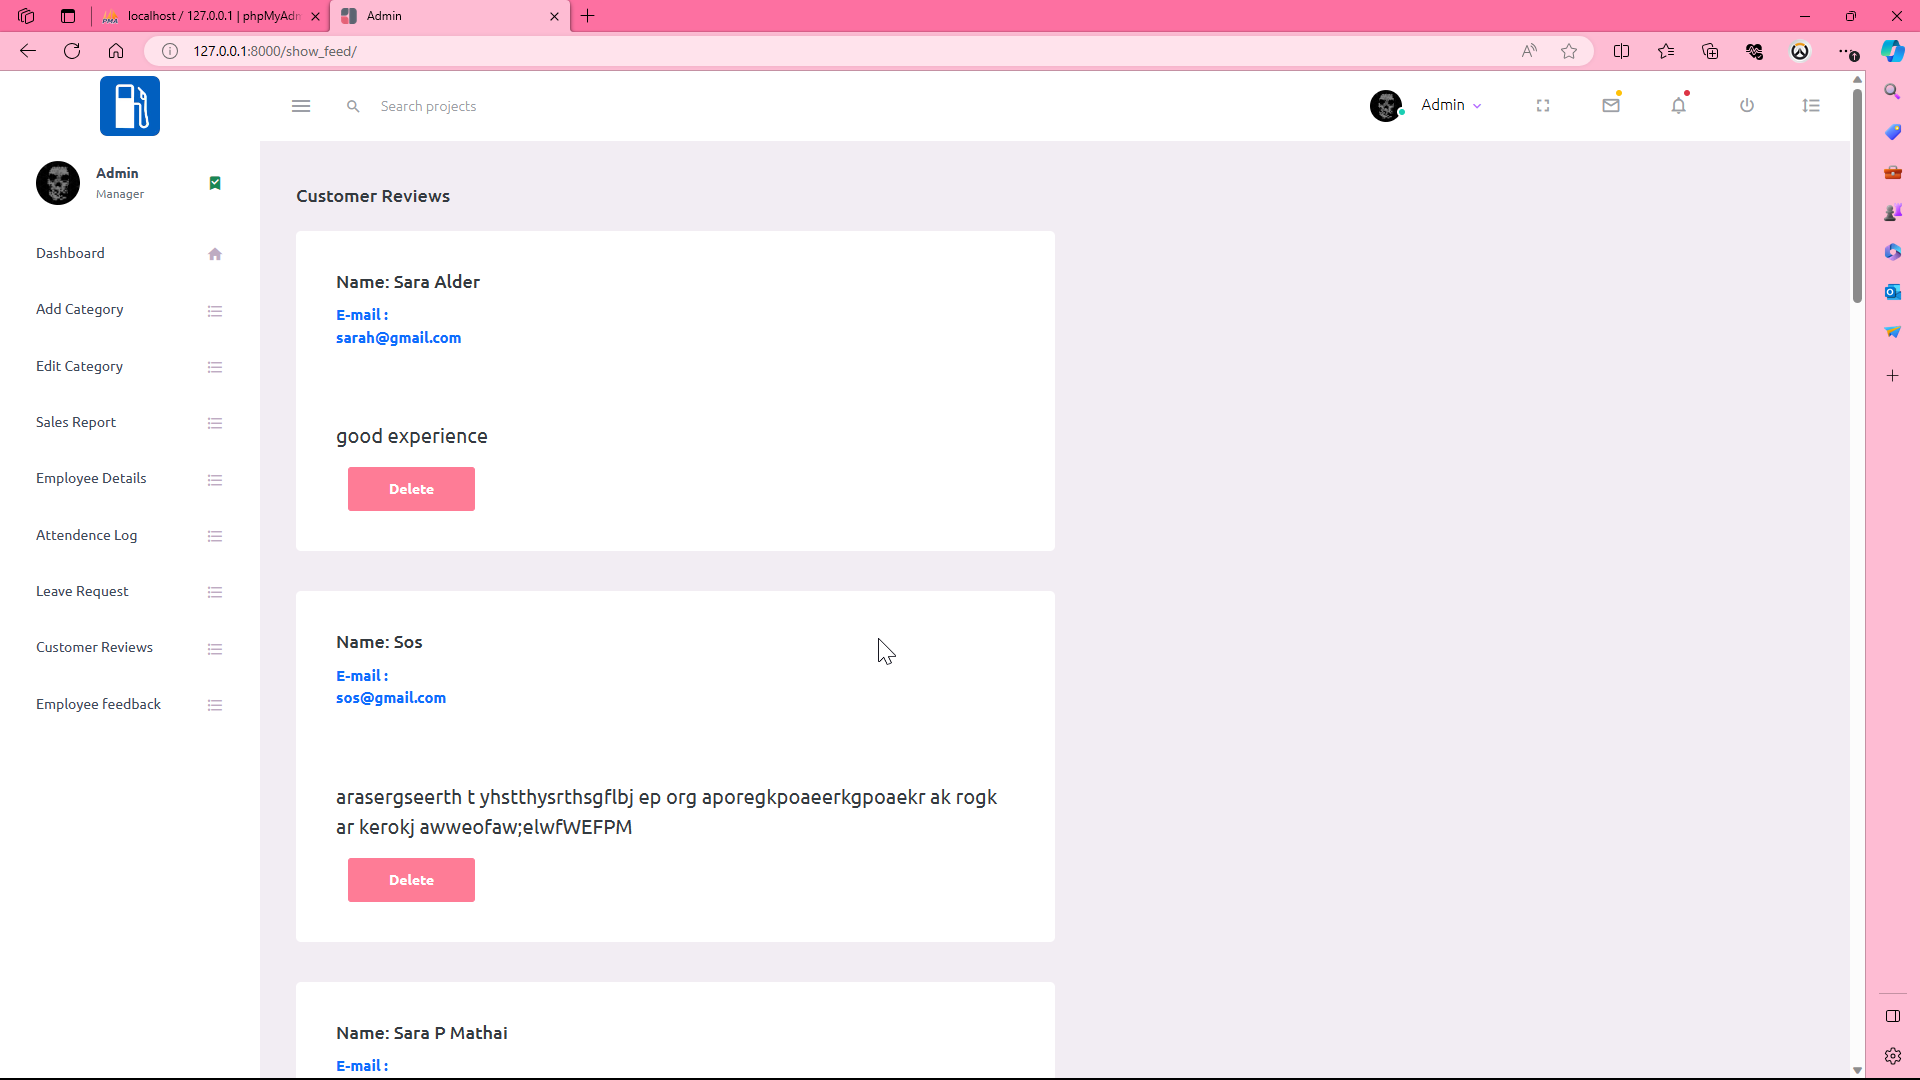 localhost / 127.0.0.1 | phpMyAdm
Admin
127.0.0.1:8000/show_feed/
Search projects
Admin
Admin
Manager
Dashboard
Add Category
Edit Category
Sales Report
Employee Details
Attendence Log
Leave Request
Customer Reviews
Employee feedback
Customer Reviews
Name: Sara Alder
E-mail :
sarah@gmail.com
good experience
Delete
Name: Sos
E-mail :
sos@gmail.com
arasergseerth t yhstthysrthsgflbj ep org aporegkpoaeerkgpoaekr ak rogk
ar kerokj awweofaw;elwfWEFPM
Delete
Name: Sara P Mathai
E-mail :